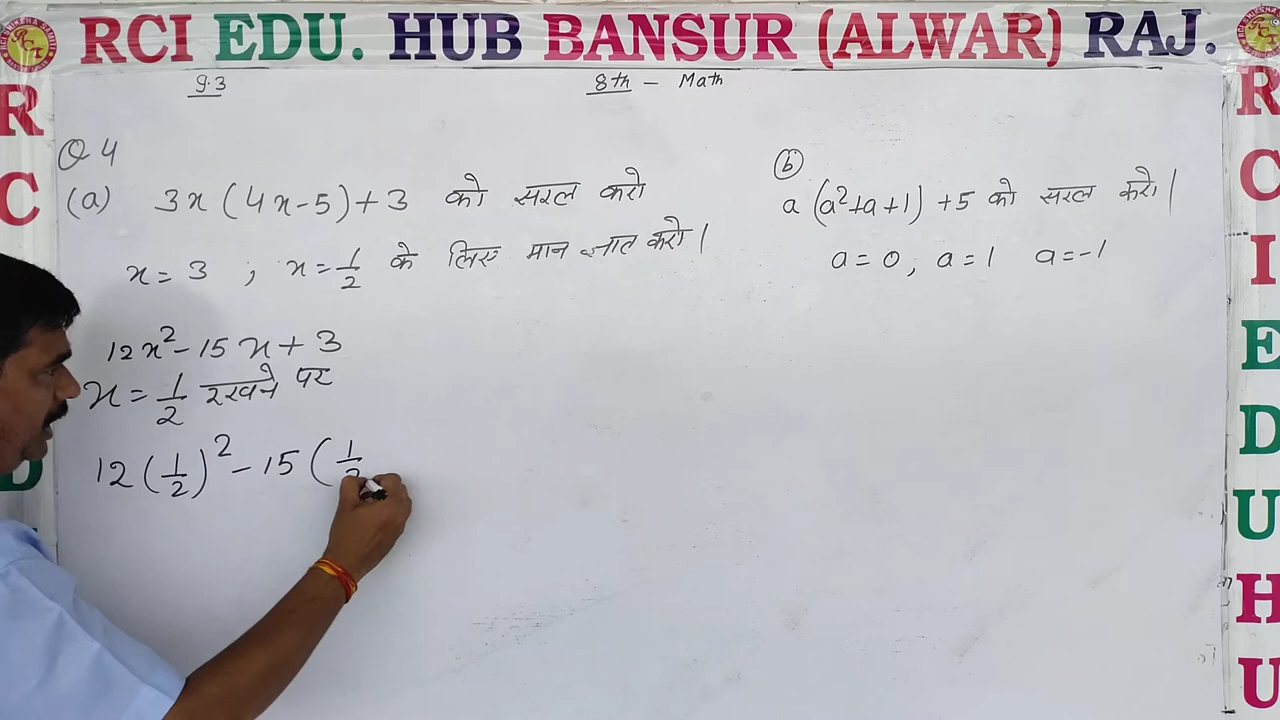 RCI EDU. HUB BANSUR (ALWAR) RAJ.
9.3
8th - Math
Q 4
(a) 3x(4x-5)+3 को सरल करो
x = 3 ; x = 1/2 के लिए मान ज्ञात करो।
12x²-15x+3
x = 1/2 रखने पर
12(1/2)²-15(1/2
(b)
a(a²+a+1)+5 को सरल करो।
a = 0, a = 1 a = -1
R
C
R
C
I
E
D
U
H
U